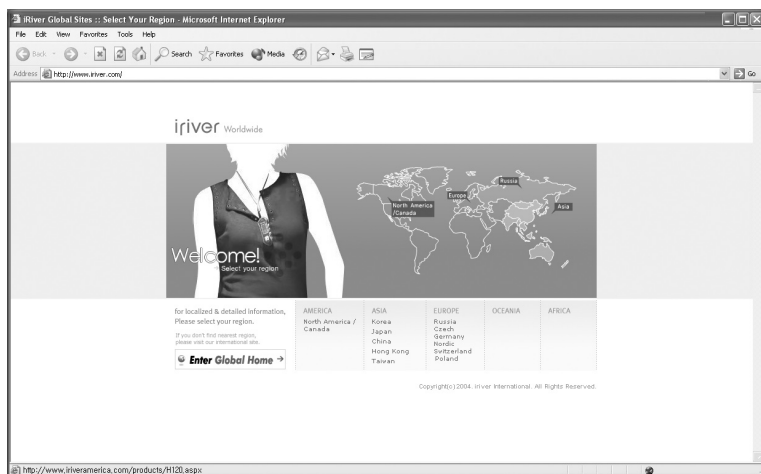 iRiver Global Sites :: Select Your Region - Microsoft Internet Explorer
File Edit View Favorites Tools Help
Back Search Favorites Media
Address http://www.iriver.com/ Go
iriver Worldwide
Russia
Europe
North America
/Canada
Asia
Welcome!
Select your region
for localized & detailed information,
Please select your region.
If you don't find nearest region,
please visit our international site.
Enter Global Home
AMERICA
North America /
Canada
ASIA
Korea
Japan
China
Hong Kong
Taiwan
EUROPE
Russia
Czech
Germany
Nordic
Switzerland
Poland
OCEANIA
AFRICA
Copyright(c)2004. iriver International. All Rights Reserved.
http://www.iriveramerica.com/products/H120.aspx